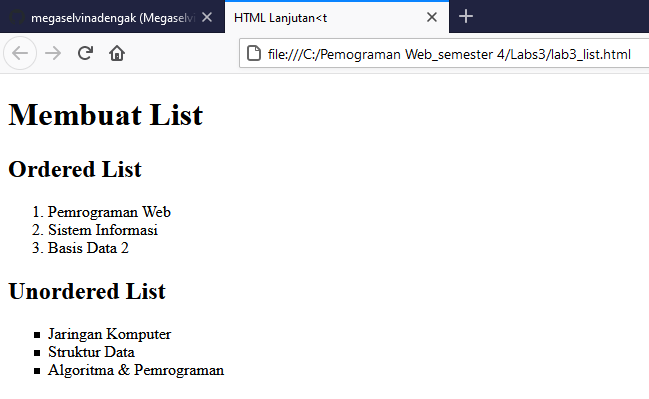 megaselvinadengak (Megaselvi
HTML Lanjutan<t
file:///C:/Pemograman Web_semester 4/Labs3/lab3_list.html
Membuat List
Ordered List
1. Pemrograman Web
2. Sistem Informasi
3. Basis Data 2
Unordered List
▪ Jaringan Komputer
▪ Struktur Data
▪ Algoritma & Pemrograman